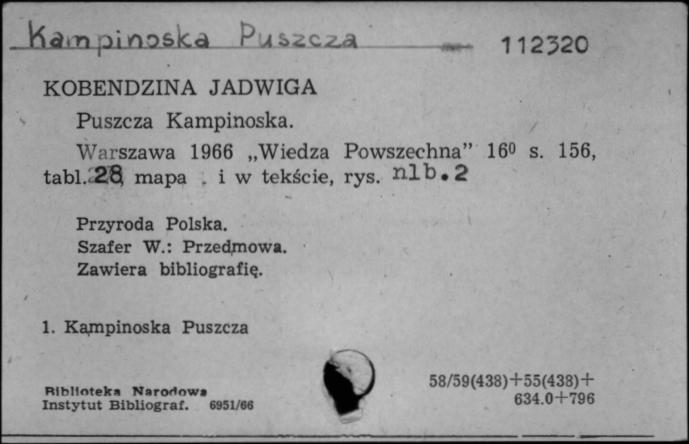 Kampinoska Puszcza 112320
KOBENDZINA JADWIGA
Puszcza Kampinoska.
Warszawa 1966 „Wiedza Powszechna” 16⁰ s. 156,
tabl. 28, mapa . i w tekście, rys. nlb.2
Przyroda Polska.
Szafer W.: Przedmowa.
Zawiera bibliografię.
1. Kampinoska Puszcza
58/59(438)+55(438)+
634.0+796
Biblioteka Narodowa
Instytut Bibliograf. 6951/66